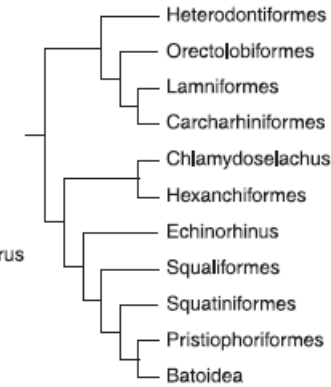 Heterodontiformes
Orectolobiformes
Lamniformes
Carcharhiniformes
Chlamydoselachus
Hexanchiformes
Echinorhinus
rus
Squaliformes
Squatiniformes
Pristiophoriformes
Batoidea